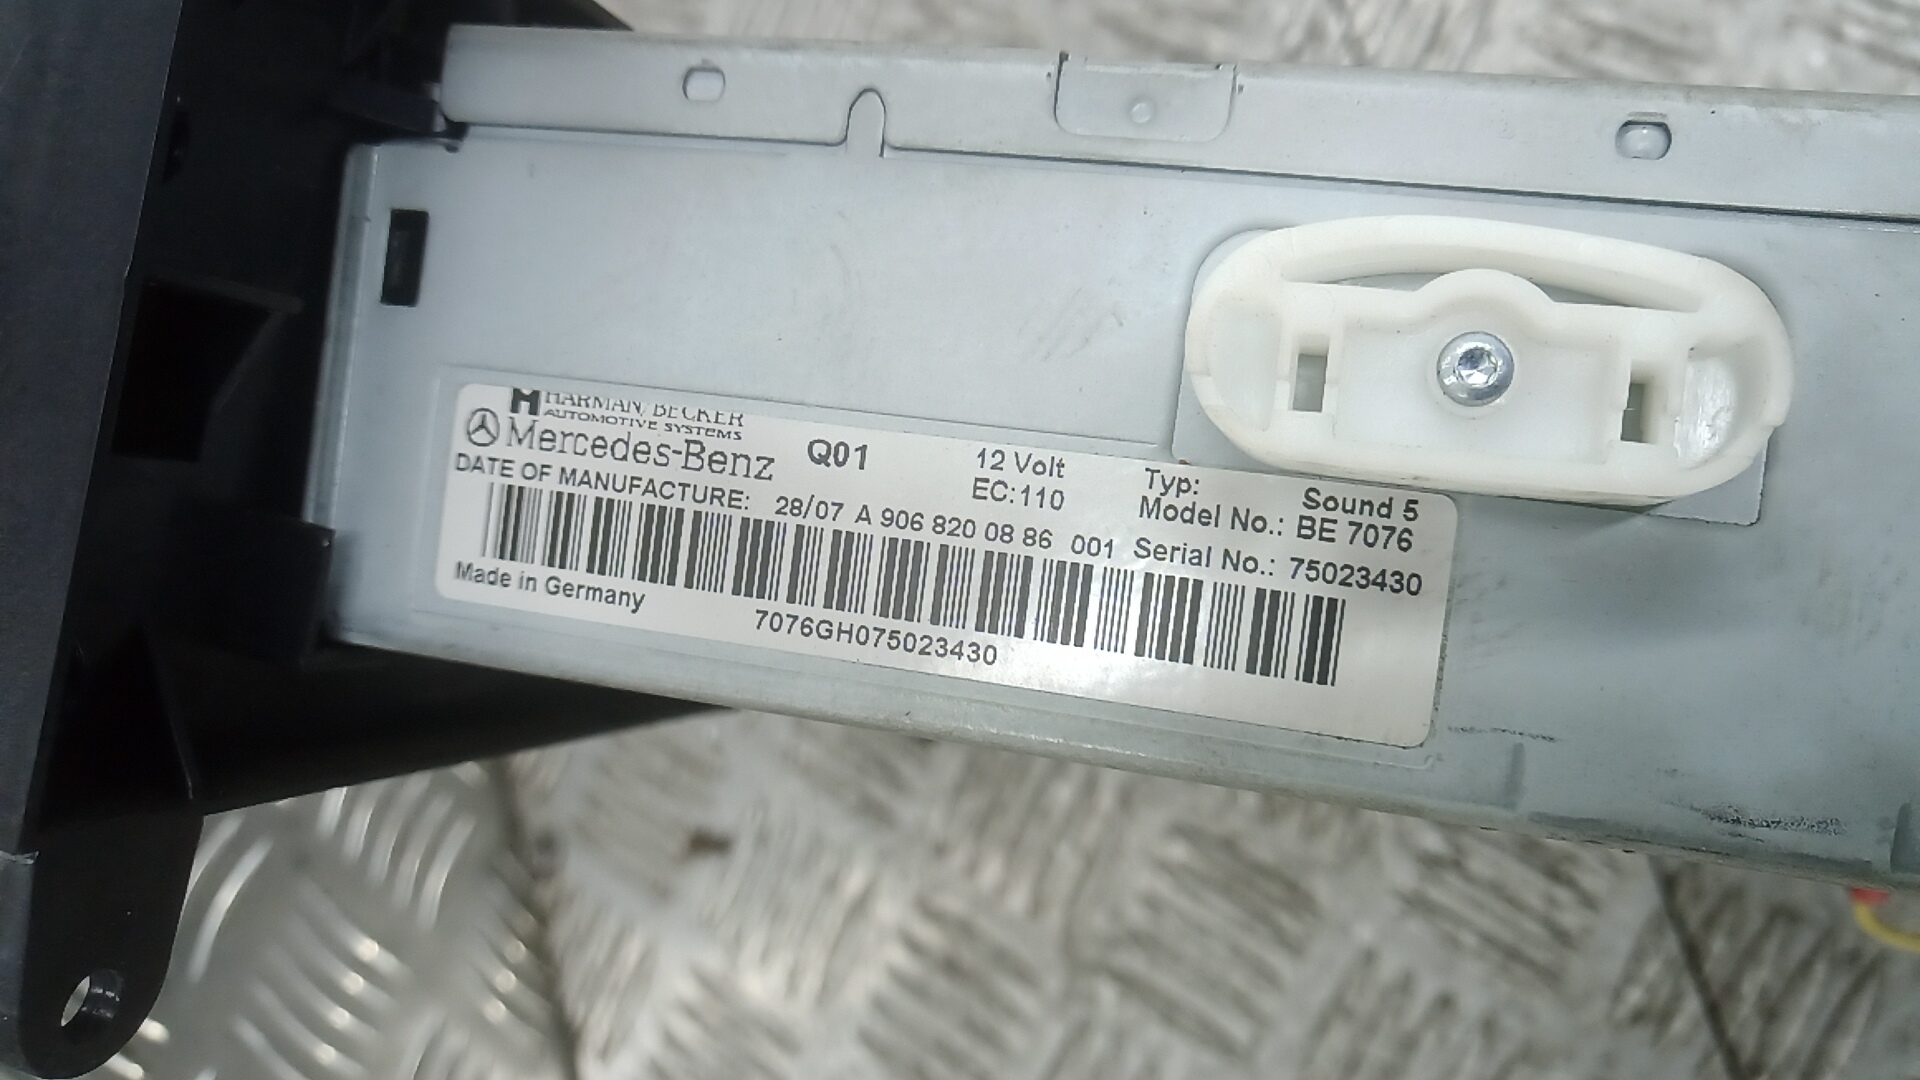 HARMAN/BECKER
AUTOMOTIVE SYSTEMS
Mercedes-Benz Q01 12 Volt Typ: Sound 5
EC:110 Model No.: BE 7076
DATE OF MANUFACTURE: 28/07 A 906 820 08 86 001 Serial No.: 75023430
Made in Germany
7076GH075023430